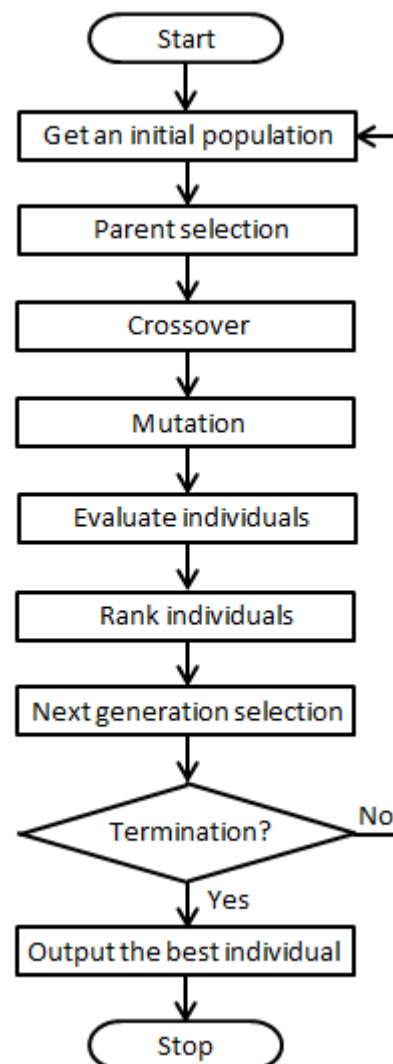 Start
Get an initial population
Parent selection
Crossover
Mutation
Evaluate individuals
Rank individuals
Next generation selection
Termination?
No
Yes
Output the best individual
Stop